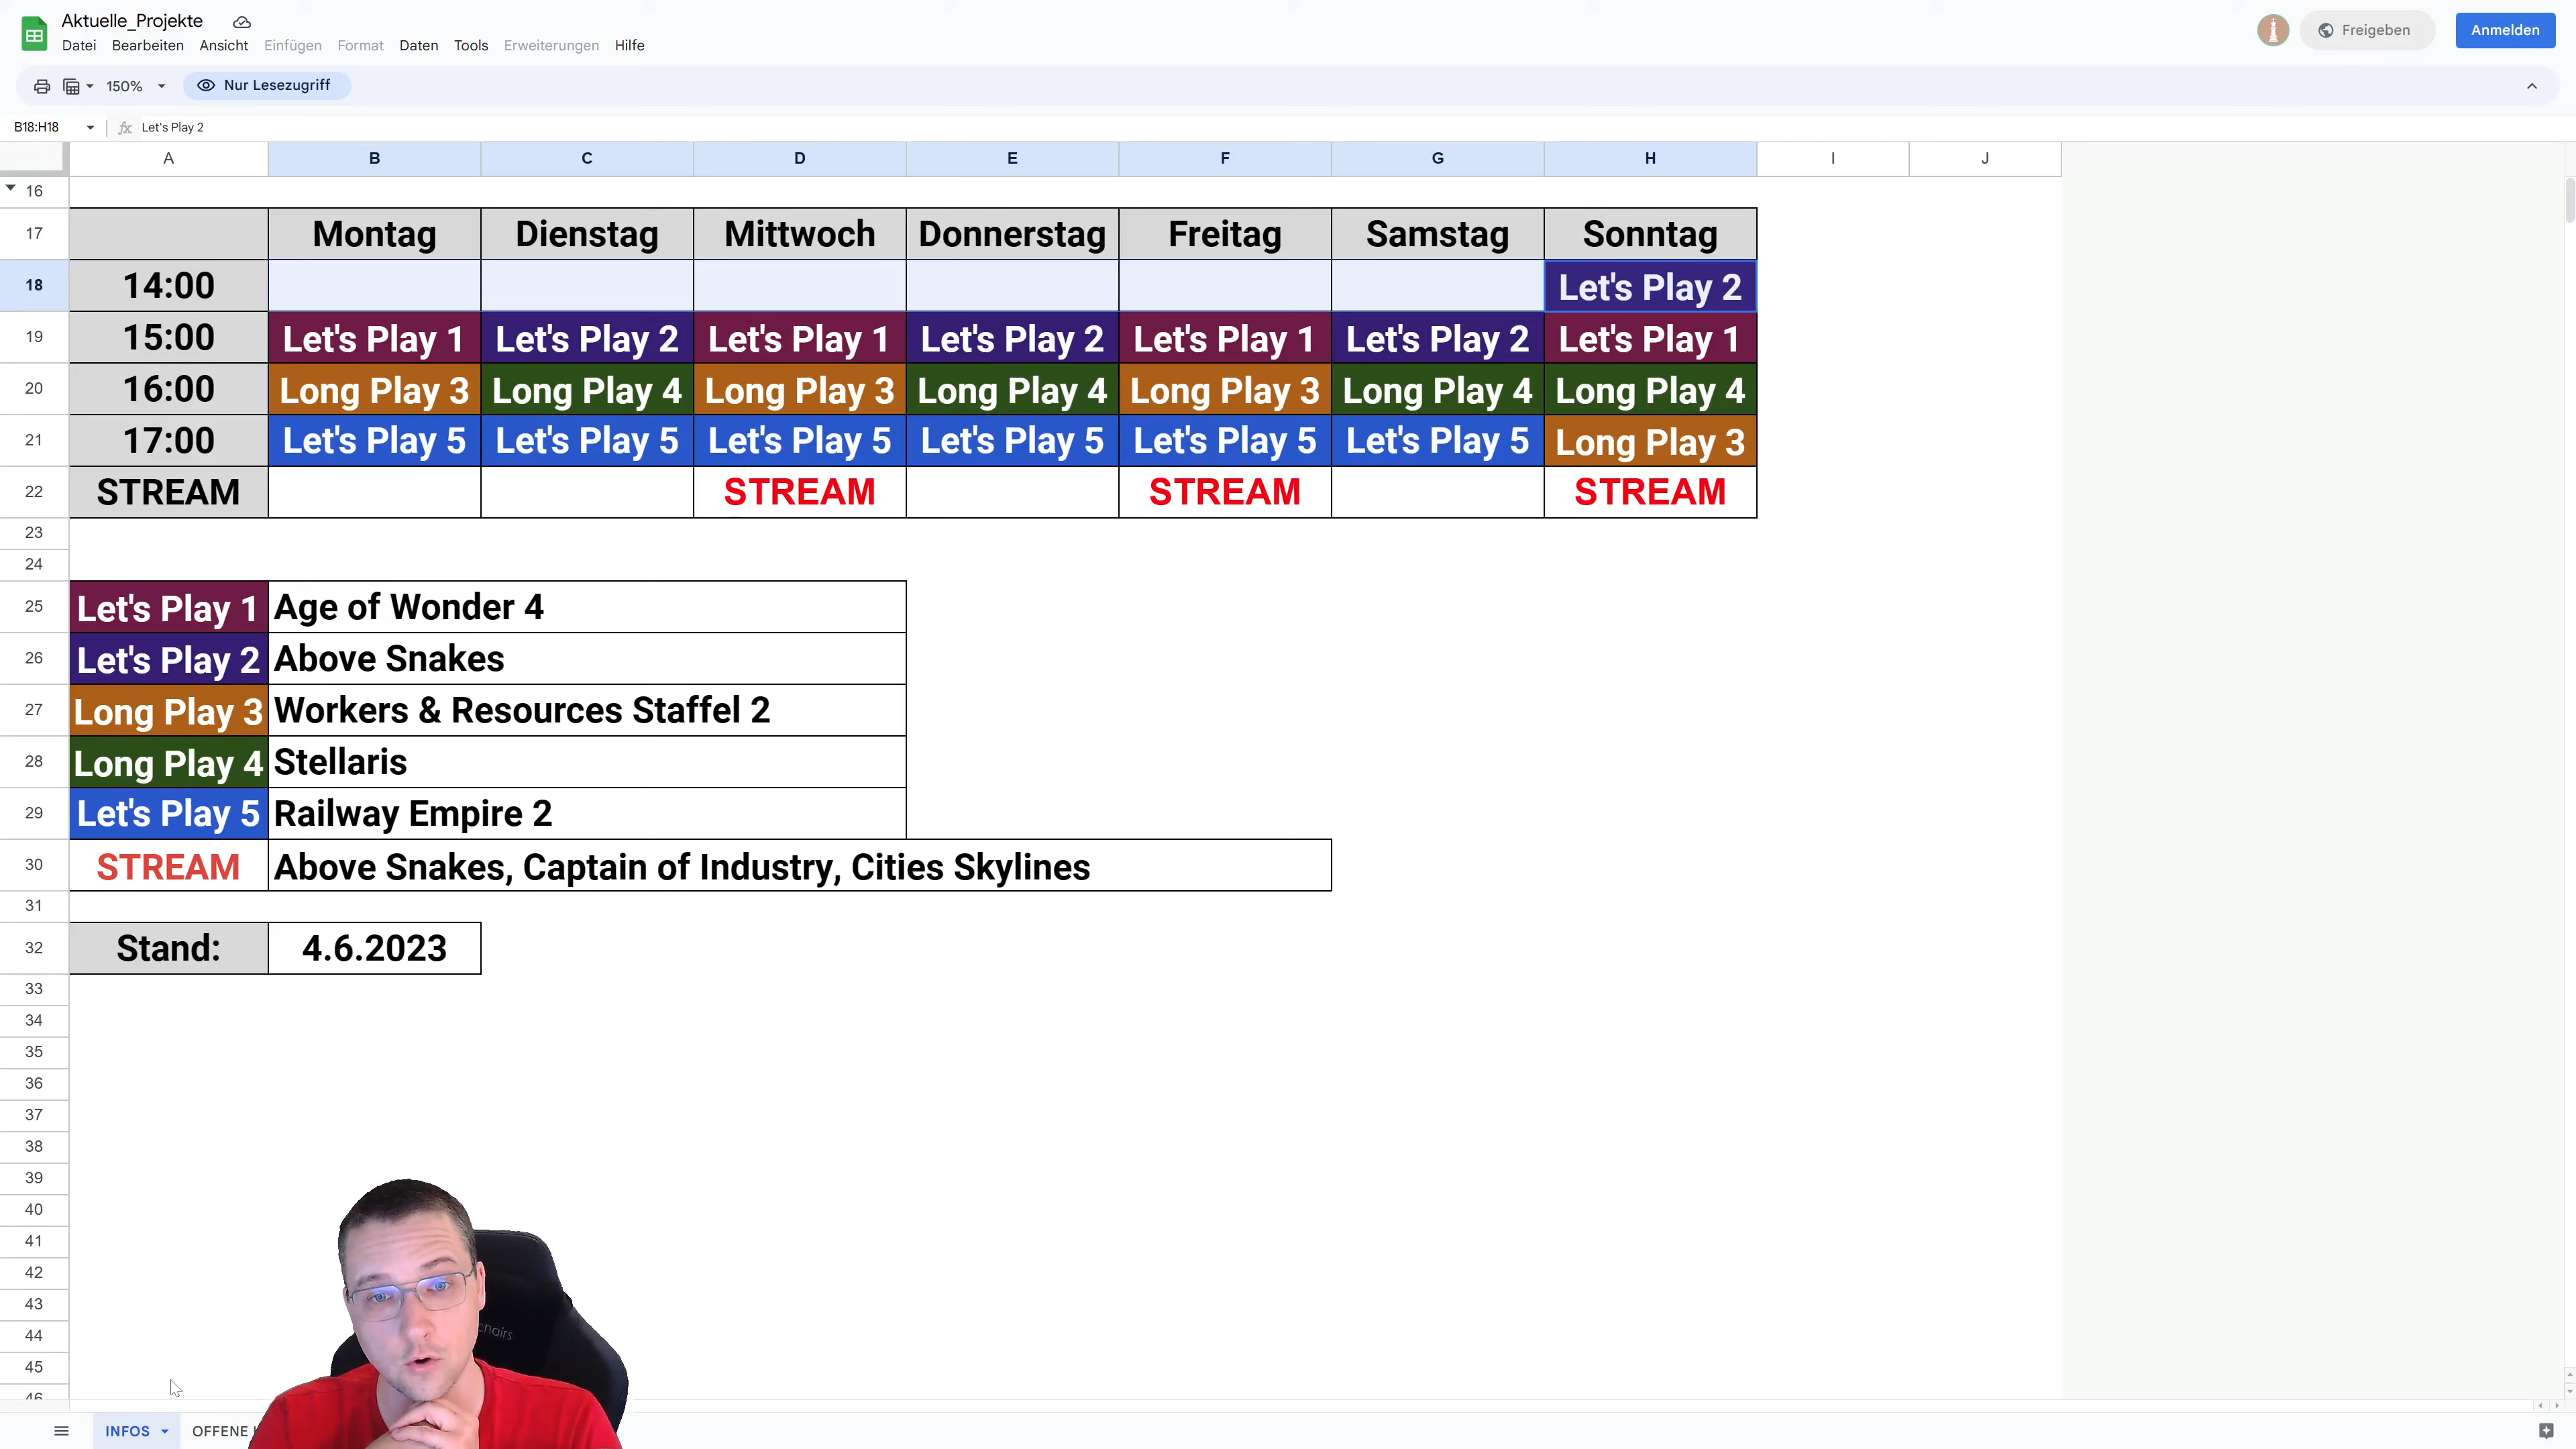 Aktuelle_Projekte
Freigeben
Anmelden
Datei Bearbeiten Ansicht Einfügen Format Daten Tools Erweiterungen Hilfe
150% Nur Lesezugriff
B18:H18 fx Let's Play 2
A B C D E F G H I J
16
17 Montag Dienstag Mittwoch Donnerstag Freitag Samstag Sonntag
18 14:00 Let's Play 2
19 15:00 Let's Play 1 Let's Play 2 Let's Play 1 Let's Play 2 Let's Play 1 Let's Play 2 Let's Play 1
20 16:00 Long Play 3 Long Play 4 Long Play 3 Long Play 4 Long Play 3 Long Play 4 Long Play 4
21 17:00 Let's Play 5 Let's Play 5 Let's Play 5 Let's Play 5 Let's Play 5 Let's Play 5 Long Play 3
22 STREAM STREAM STREAM STREAM
23
24
25 Let's Play 1 Age of Wonder 4
26 Let's Play 2 Above Snakes
27 Long Play 3 Workers & Resources Staffel 2
28 Long Play 4 Stellaris
29 Let's Play 5 Railway Empire 2
30 STREAM Above Snakes, Captain of Industry, Cities Skylines
31
32 Stand: 4.6.2023
33
34
35
36
37
38
39
40
41
42
43
44
45
46
chairs
INFOS OFFENE